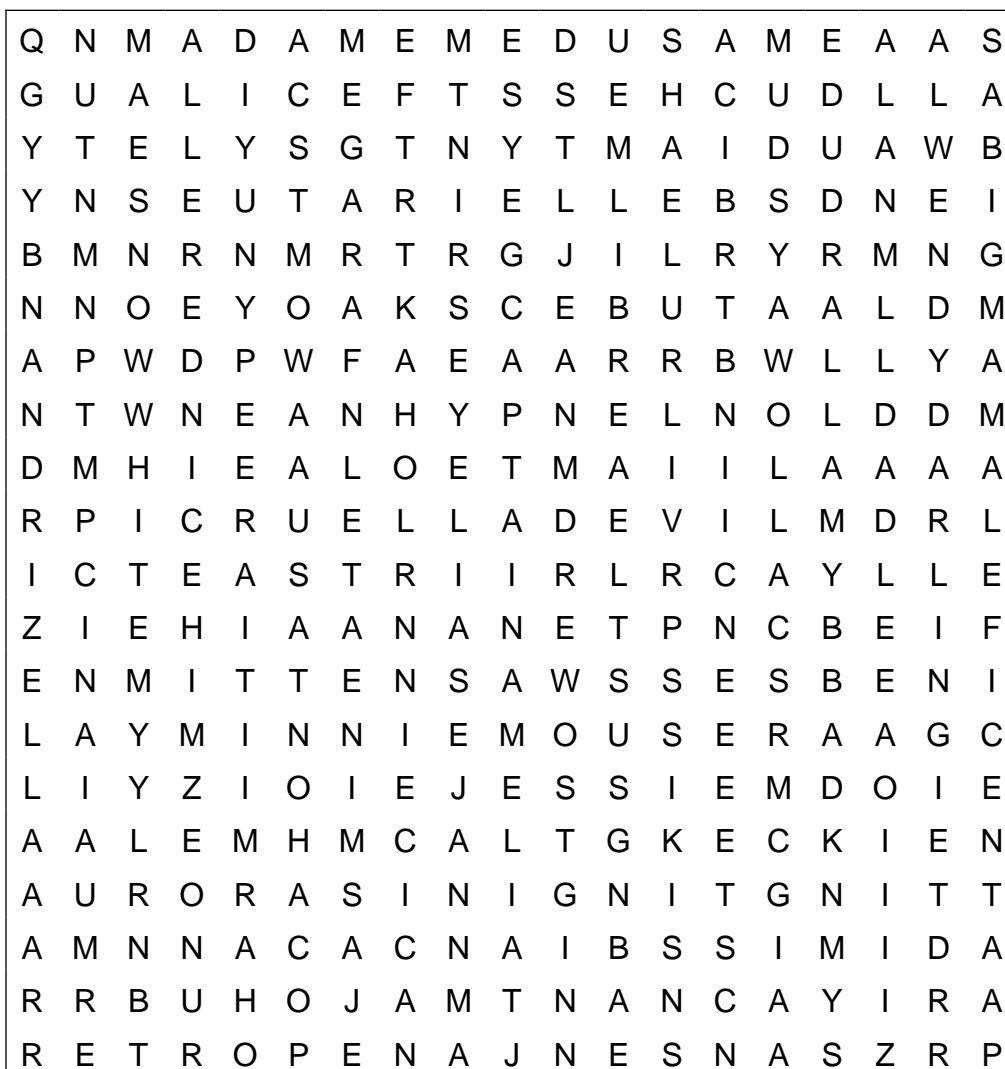 Q N M A D A M E M E D U S A M E A A S
G U A L I C E F T S S E H C U D L L A
Y T E L Y S G T N Y T M A I D U A W B
Y N S E U T A R I E L L E B S D N E I
B M N R N M R T R G J I L R Y R M N G
N N O E Y O A K S C E B U T A A L D M
A P W D P W F A E A A R R B W L L Y A
N T W N E A N H Y P N E L N O L D D M
D M H I E A L O E T M A I I L A A A A
R P I C R U E L L A D E V I L M D R L
I C T E A S T R I I R L R C A Y L L E
Z I E H I A A N A N E T P N C B E I F
E N M I T T E N S A W S S E S B E N I
L A Y M I N N I E M O U S E R A A G C
L I Y Z I O I E J E S S I E M D O I E
A A L E M H M C A L T G K E C K I E N
A U R O R A S I N I G N I T G N I T T
A M N N A C A C N A I B S S I M I D A
R R B U H O J A M T N A N C A Y I R A
R E T R O P E N A J N E S N A S Z R P